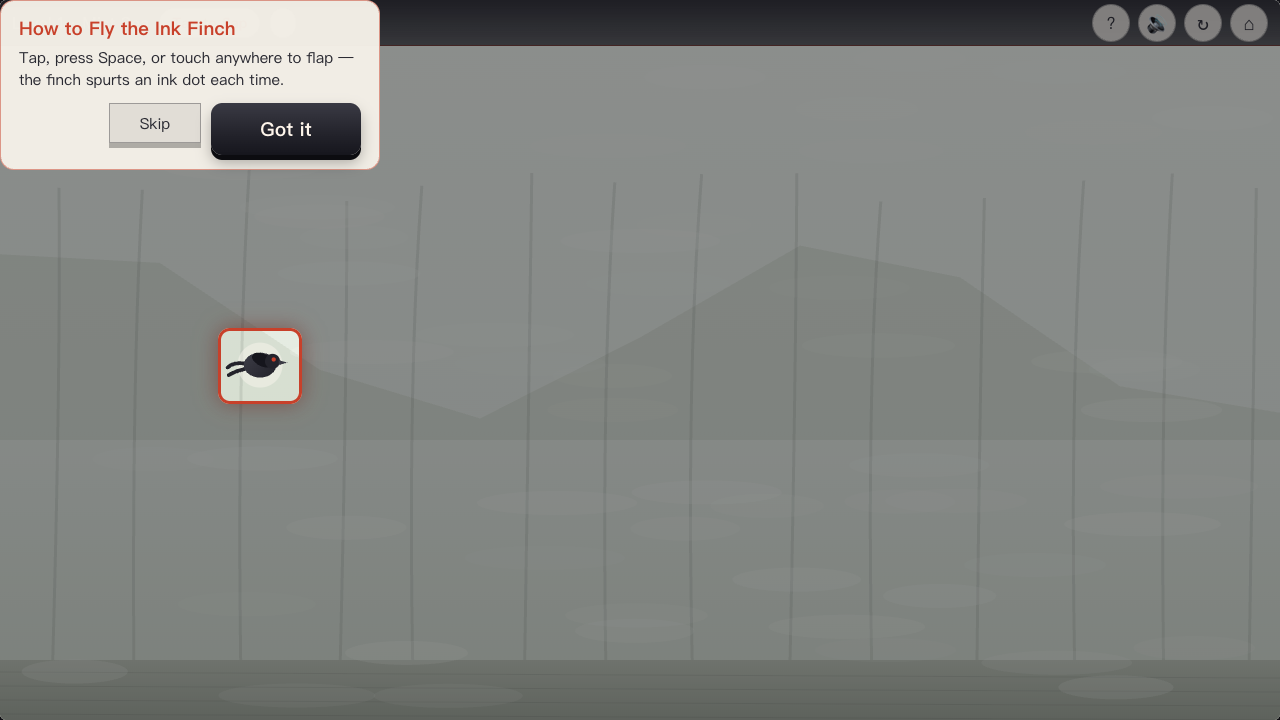 How to Fly the Ink Finch
Tap, press Space, or touch anywhere to flap —
the finch spurts an ink dot each time.
Skip
Got it
?